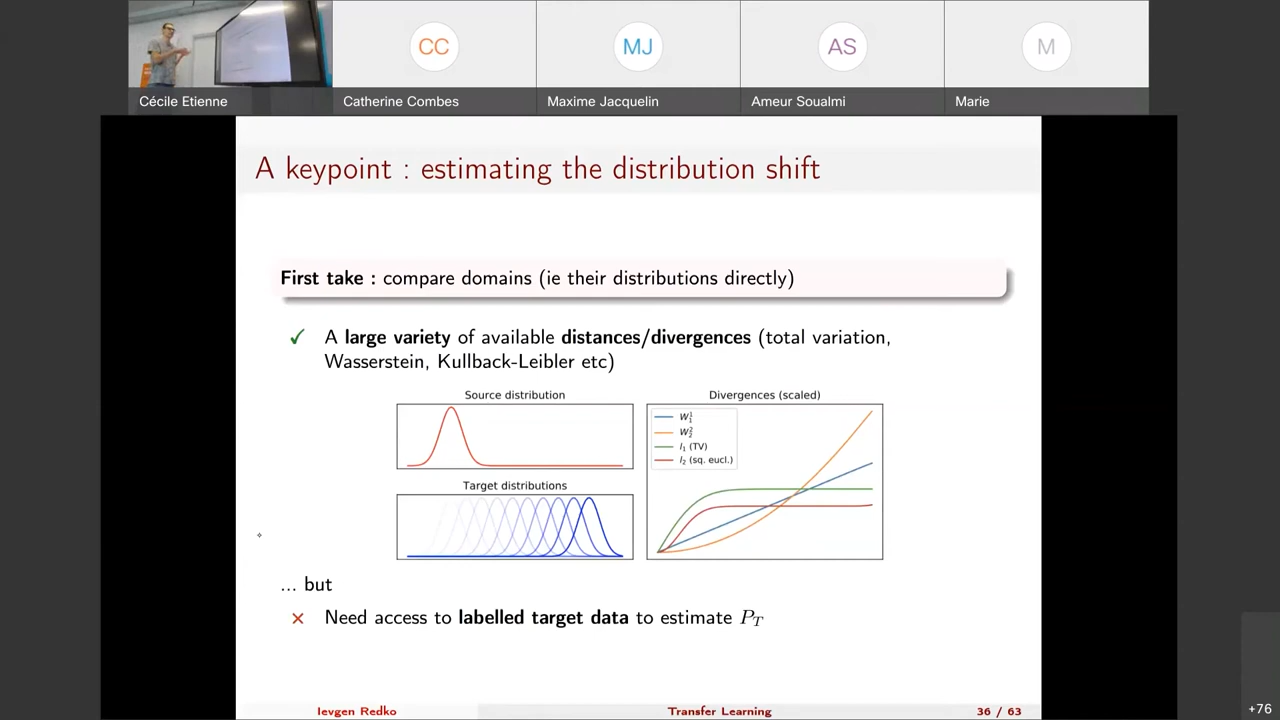 CC
MJ
AS
M
Cécile Etienne
Catherine Combes
Maxime Jacquelin
Ameur Soualmi
Marie
A keypoint : estimating the distribution shift
First take : compare domains (ie their distributions directly)
✓ A large variety of available distances/divergences (total variation,
Wasserstein, Kullback-Leibler etc)
Source distribution
Target distributions
Divergences (scaled)
W₁¹
W₂²
l₁ (TV)
l₂ (sq. eucl.)
... but
× Need access to labelled target data to estimate P_T
Ievgen Redko
Transfer Learning
36 / 63
+76